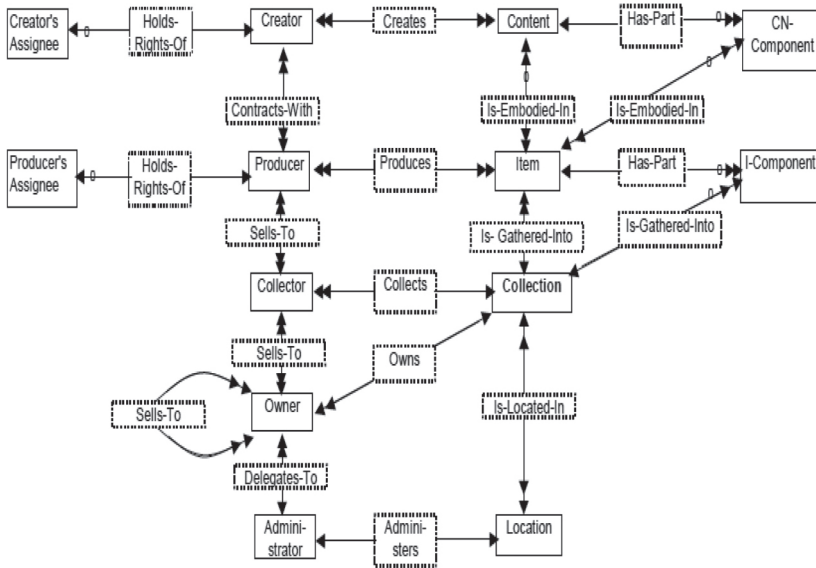 Creator's
Assignee
Holds-
Rights-Of
Creator
Creates
Content
Has-Part
CN-
Component
Contracts-With
Is-Embodied-In
Is-Embodied-In
Producer's
Assignee
Holds-
Rights-Of
Producer
Produces
Item
Has-Part
I-Component
Sells-To
Is- Gathered-Into
Is-Gathered-Into
Collector
Collects
Collection
Sells-To
Owns
Sells-To
Owner
Is-Located-In
Delegates-To
Admini-
strator
Adminis-
ters
Location
0
0
0
0
0
0
0